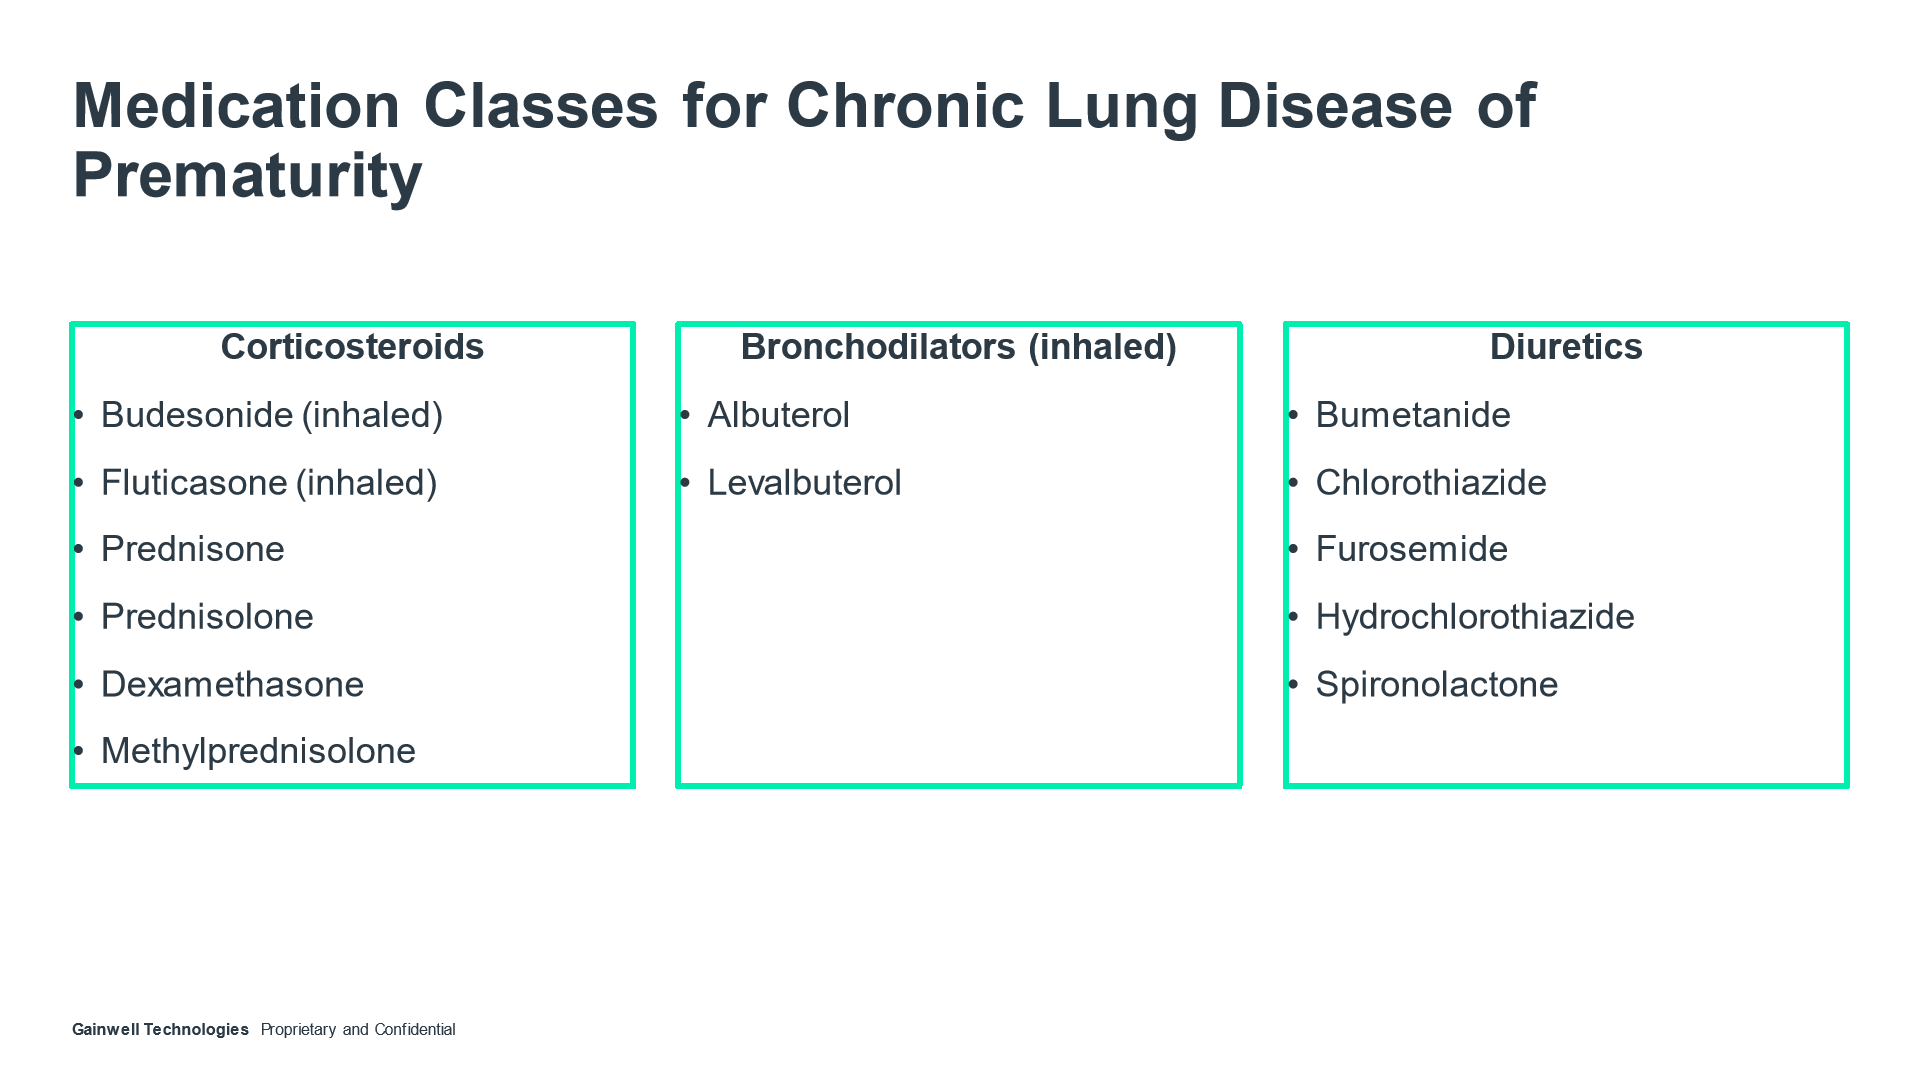 Medication Classes for Chronic Lung Disease of
Prematurity
Corticosteroids
• Budesonide (inhaled)
• Fluticasone (inhaled)
• Prednisone
• Prednisolone
• Dexamethasone
• Methylprednisolone
Bronchodilators (inhaled)
• Albuterol
• Levalbuterol
Diuretics
• Bumetanide
• Chlorothiazide
• Furosemide
• Hydrochlorothiazide
• Spironolactone
Gainwell Technologies Proprietary and Confidential